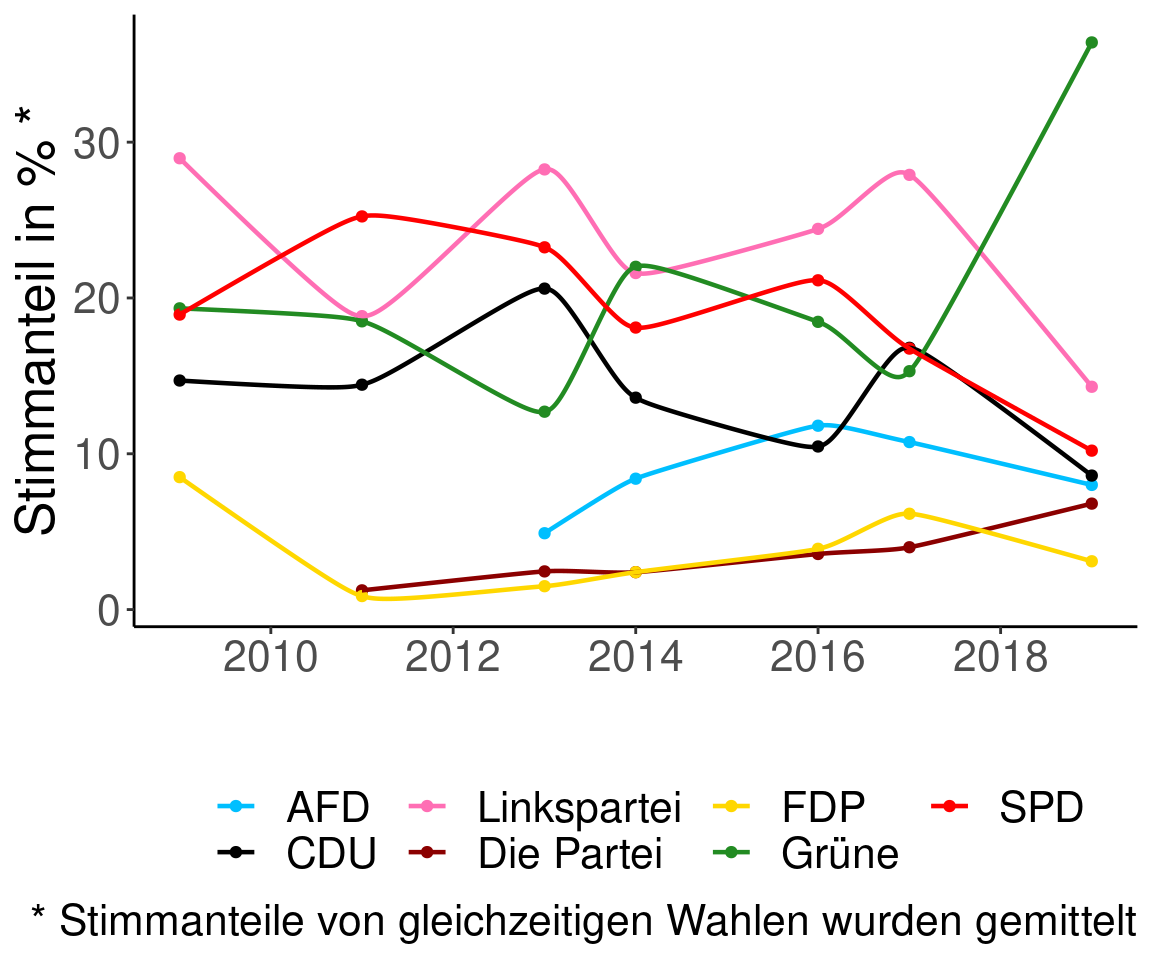 Stimmanteil in % *
30
20
10
0
2010 2012 2014 2016 2018
AFD Linkspartei FDP SPD
CDU Die Partei Grüne
* Stimmanteile von gleichzeitigen Wahlen wurden gemittelt